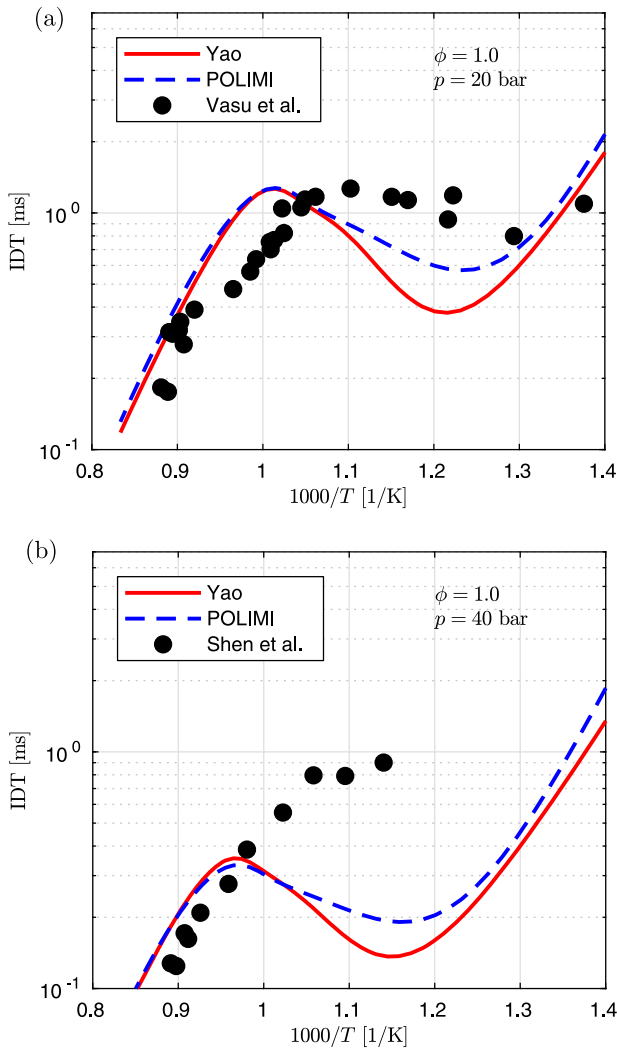 (a)
Yao
POLIMI
Vasu et al.
ϕ = 1.0
p = 20 bar
IDT [ms]
10^0
10^-1
0.8 0.9 1 1.1 1.2 1.3 1.4
1000/T [1/K]
(b)
Yao
POLIMI
Shen et al.
ϕ = 1.0
p = 40 bar
IDT [ms]
10^0
10^-1
0.8 0.9 1 1.1 1.2 1.3 1.4
1000/T [1/K]